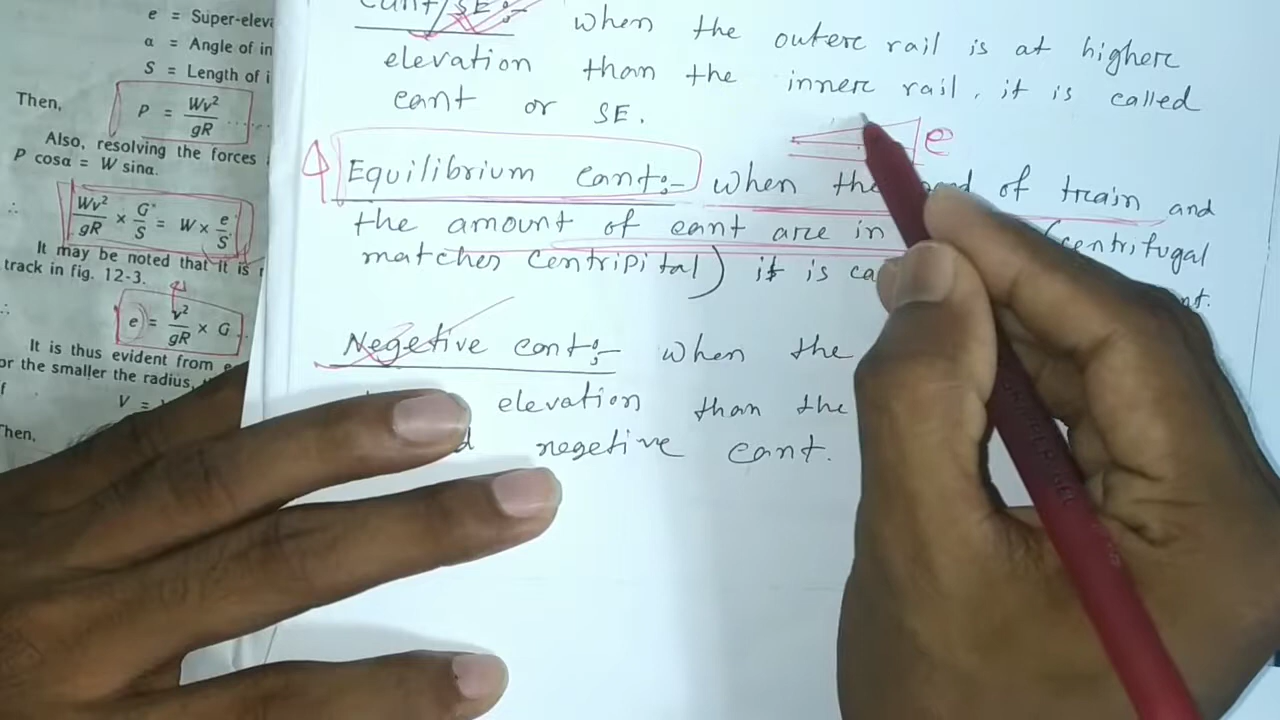 e = Super-eleva
α = Angle of in
S = Length of i
Then,
P = Wv²/gR .....
Also, resolving the forces
P cosα = W sinα.
∴ Wv²/gR × G/S = W × e/S
It may be noted that it is
track in fig. 12-3.
∴ e = v²/gR × G
It is thus evident from e
or the smaller the radius,
V =
Then,
Cant/SE:- When the outer rail is at higher
elevation than the inner rail, it is called
cant or SE.
e
Equilibrium cant:- When the of train and
the amount of cant are in (centrifugal
matches centripital) it is ca nt.
Negetive cant:- When the
elevation than the
negetive cant.